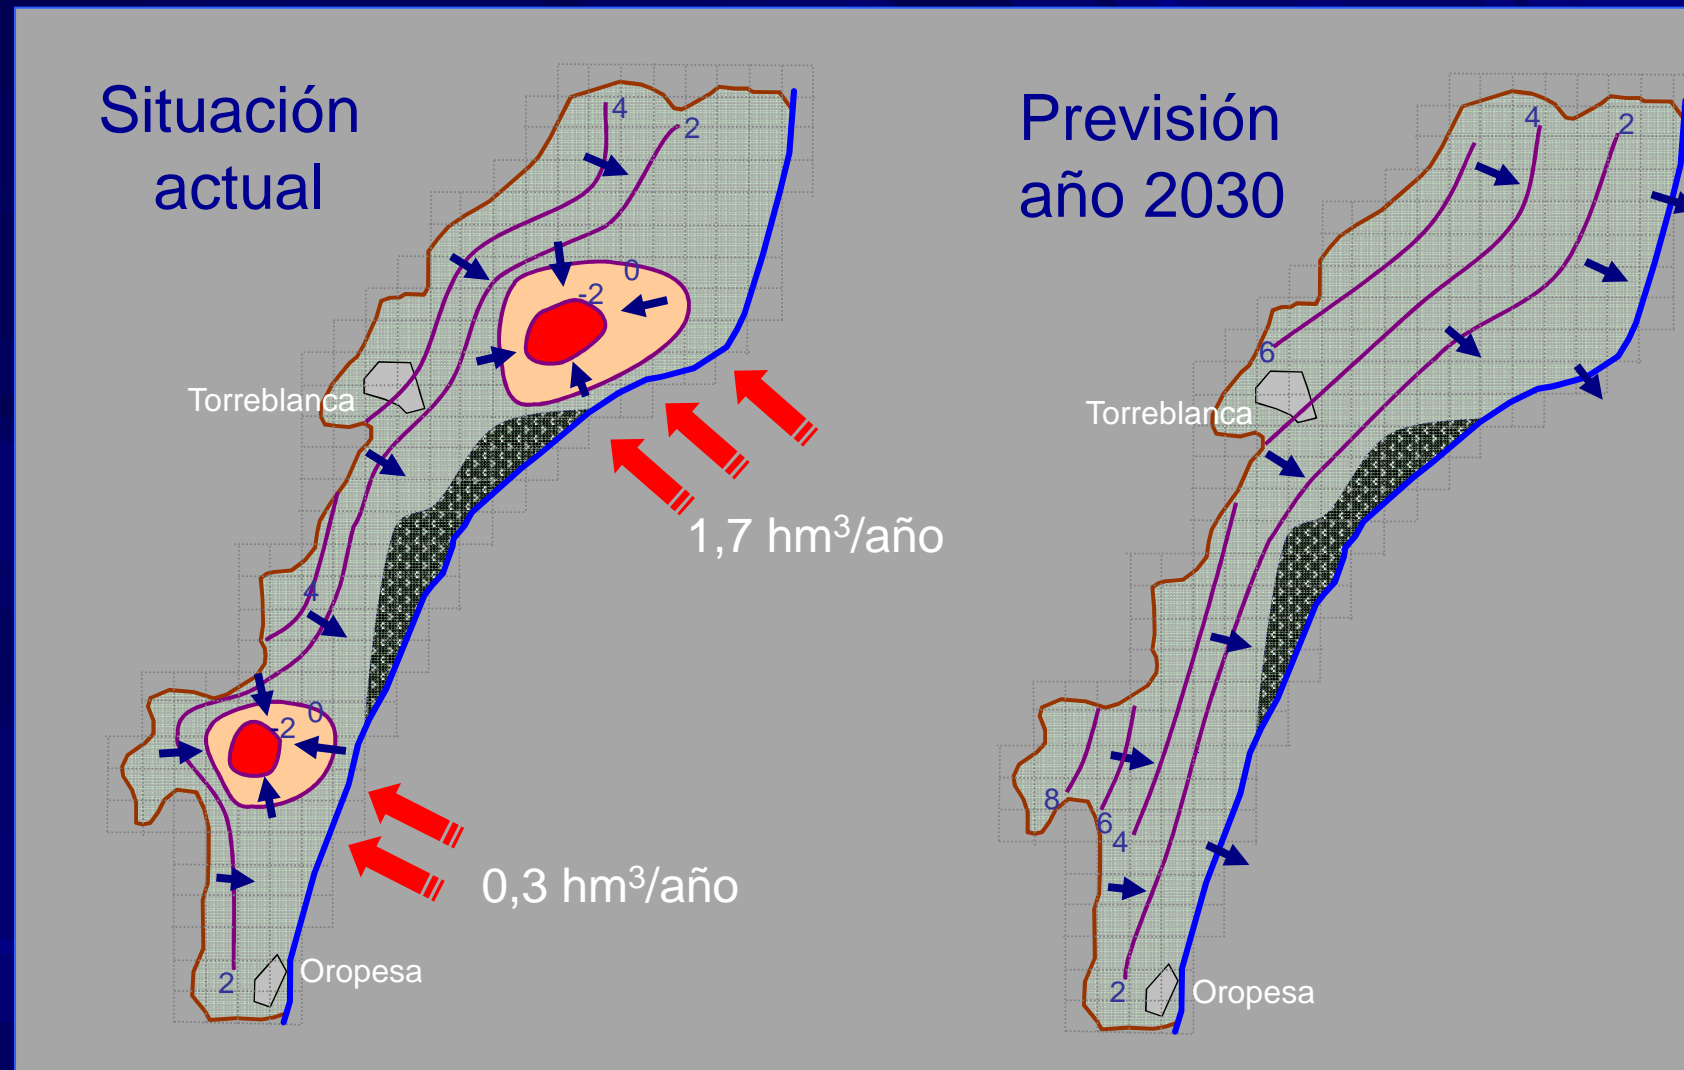 Situación
actual
4
2
0
-2
Torreblanca
1,7 hm³/año
4
0
-2
0,3 hm³/año
Oropesa
2
Previsión
año 2030
4
2
6
Torreblanca
8
6
4
2
Oropesa